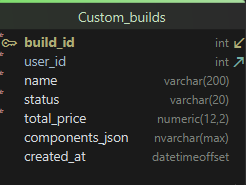 Custom_builds
build_id int
user_id int
name varchar(200)
status varchar(20)
total_price numeric(12,2)
components_json nvarchar(max)
created_at datetimeoffset